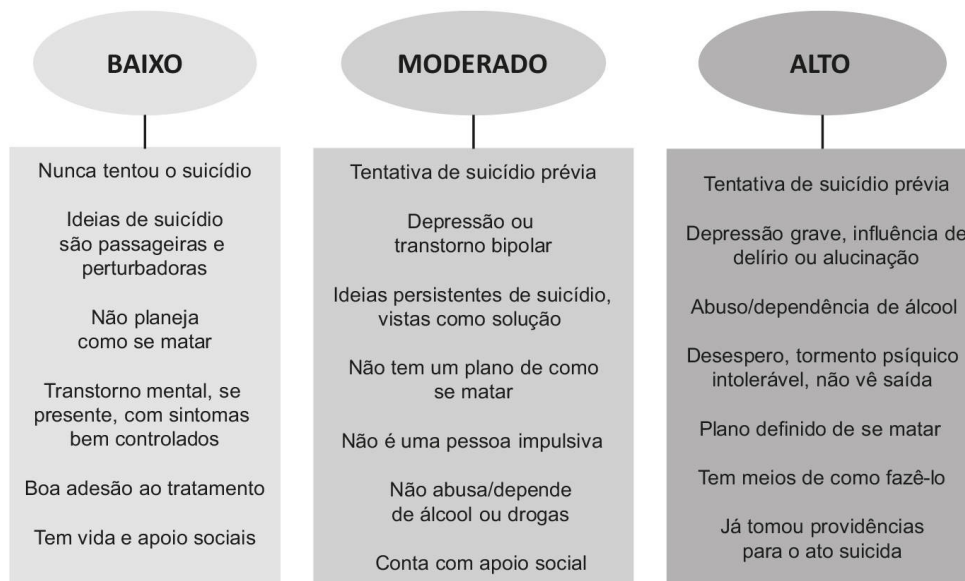 BAIXO
Nunca tentou o suicídio
Ideias de suicídio
são passageiras e
perturbadoras
Não planeja
como se matar
Transtorno mental, se
presente, com sintomas
bem controlados
Boa adesão ao tratamento
Tem vida e apoio sociais
MODERADO
Tentativa de suicídio prévia
Depressão ou
transtorno bipolar
Ideias persistentes de suicídio,
vistas como solução
Não tem um plano de como
se matar
Não é uma pessoa impulsiva
Não abusa/depende
de álcool ou drogas
Conta com apoio social
ALTO
Tentativa de suicídio prévia
Depressão grave, influência de
delírio ou alucinação
Abuso/dependência de álcool
Desespero, tormento psíquico
intolerável, não vê saída
Plano definido de se matar
Tem meios de como fazê-lo
Já tomou providências
para o ato suicida